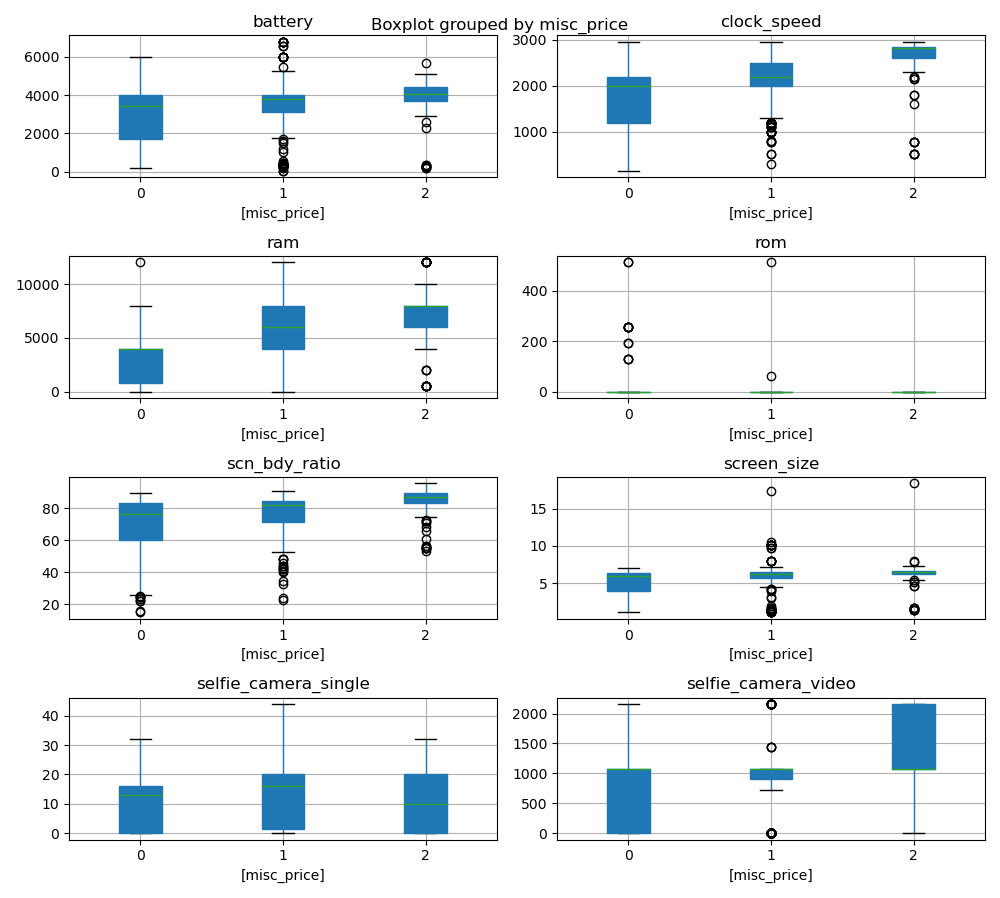 Boxplot grouped by misc_price
battery
6000
4000
2000
0
0 1 2
[misc_price]
clock_speed
3000
2000
1000
0 1 2
[misc_price]
ram
10000
5000
0
0 1 2
[misc_price]
rom
400
200
0
0 1 2
[misc_price]
scn_bdy_ratio
80
60
40
20
0 1 2
[misc_price]
screen_size
15
10
5
0 1 2
[misc_price]
selfie_camera_single
40
30
20
10
0
0 1 2
[misc_price]
selfie_camera_video
2000
1500
1000
500
0
0 1 2
[misc_price]